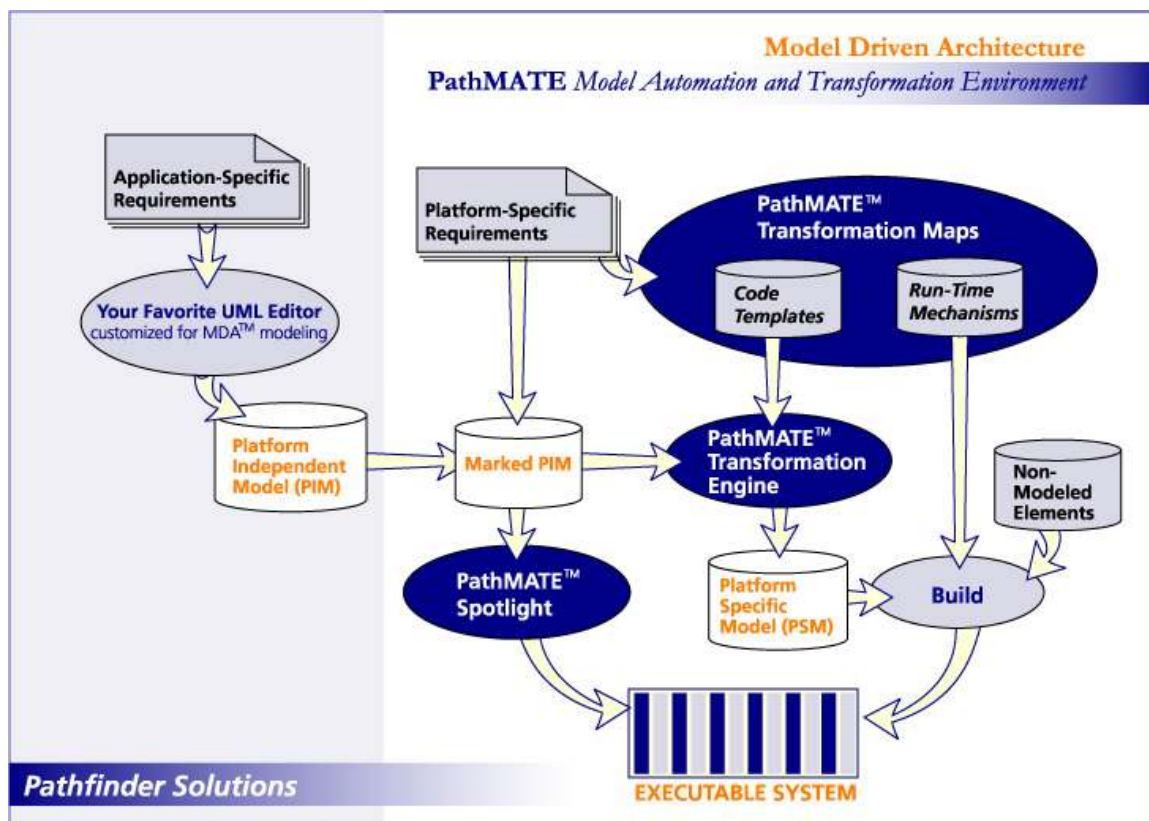 Model Driven Architecture
PathMATE Model Automation and Transformation Environment
Application-Specific
Requirements
Platform-Specific
Requirements
PathMATE™
Transformation Maps
Code
Templates
Run-Time
Mechanisms
Your Favorite UML Editor
customized for MDA™ modeling
Platform
Independent
Model (PIM)
Marked PIM
PathMATE™
Transformation
Engine
Non-
Modeled
Elements
PathMATE™
Spotlight
Platform
Specific
Model (PSM)
Build
EXECUTABLE SYSTEM
Pathfinder Solutions